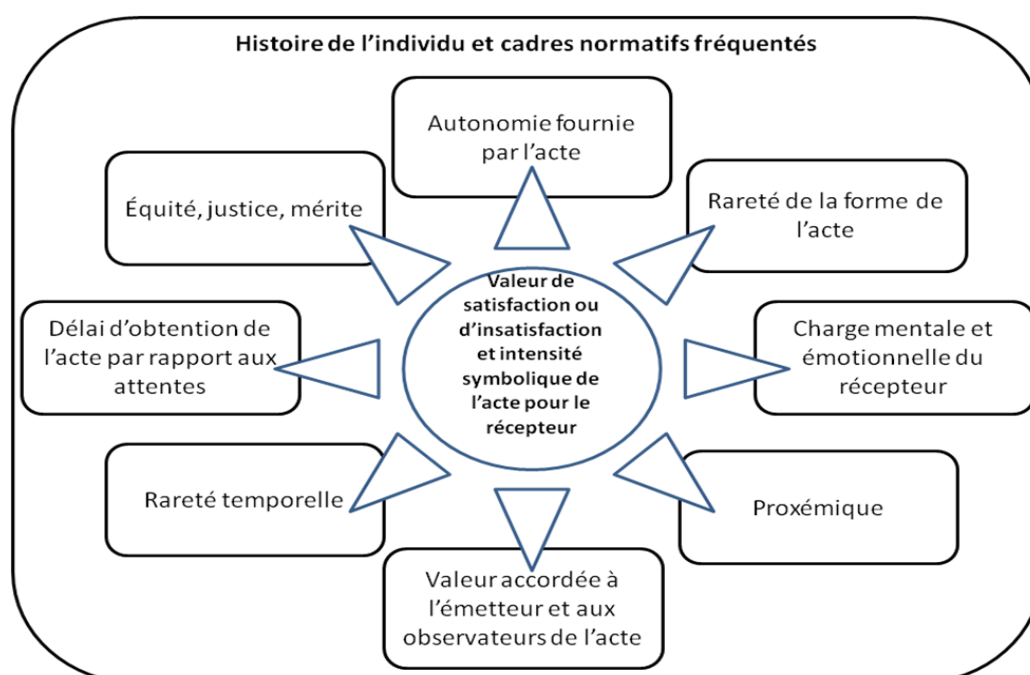 Histoire de l'individu et cadres normatifs fréquentés
Autonomie fournie
par l'acte
Équité, justice, mérite
Rareté de la forme de
l'acte
Valeur de
satisfaction ou
d'insatisfaction
et intensité
symbolique de
l'acte pour le
récepteur
Délai d'obtention de
l'acte par rapport aux
attentes
Charge mentale et
émotionnelle du
récepteur
Rareté temporelle
Proxémique
Valeur accordée à
l'émetteur et aux
observateurs de l'acte